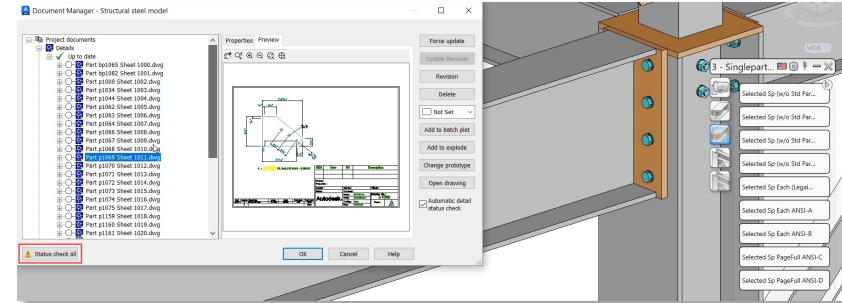 Document Manager - Structural steel model
Project documents
Details
Up to date
Part bp1065 Sheet 1000.dwg
Part bp1082 Sheet 1001.dwg
Part p1000 Sheet 1002.dwg
Part p1034 Sheet 1003.dwg
Part p1044 Sheet 1004.dwg
Part p1062 Sheet 1005.dwg
Part p1063 Sheet 1006.dwg
Part p1064 Sheet 1007.dwg
Part p1066 Sheet 1008.dwg
Part p1067 Sheet 1009.dwg
Part p1068 Sheet 1010.dwg
Part p1069 Sheet 1011.dwg
Part p1070 Sheet 1012.dwg
Part p1071 Sheet 1013.dwg
Part p1072 Sheet 1014.dwg
Part p1073 Sheet 1015.dwg
Part p1074 Sheet 1016.dwg
Part p1075 Sheet 1017.dwg
Part p1159 Sheet 1018.dwg
Part p1160 Sheet 1019.dwg
Part p1161 Sheet 1020.dwg
Status check all
Properties
Preview
Autodesk
Force update
Update Revision
Revision
Delete
Not Set
Add to batch plot
Add to explode
Change prototype
Open drawing
Automatic detail
status check
OK
Cancel
Help
WCS
3 - Singlepart...
Selected Sp (w/o Std Par...
Selected Sp (w/o Std Par...
Selected Sp (w/o Std Par...
Selected Sp (w/o Std Par...
Selected Sp Each (Legal...
Selected Sp Each ANSI-A
Selected Sp Each ANSI-B
Selected Sp PageFull ANSI-C
Selected Sp PageFull ANSI-D